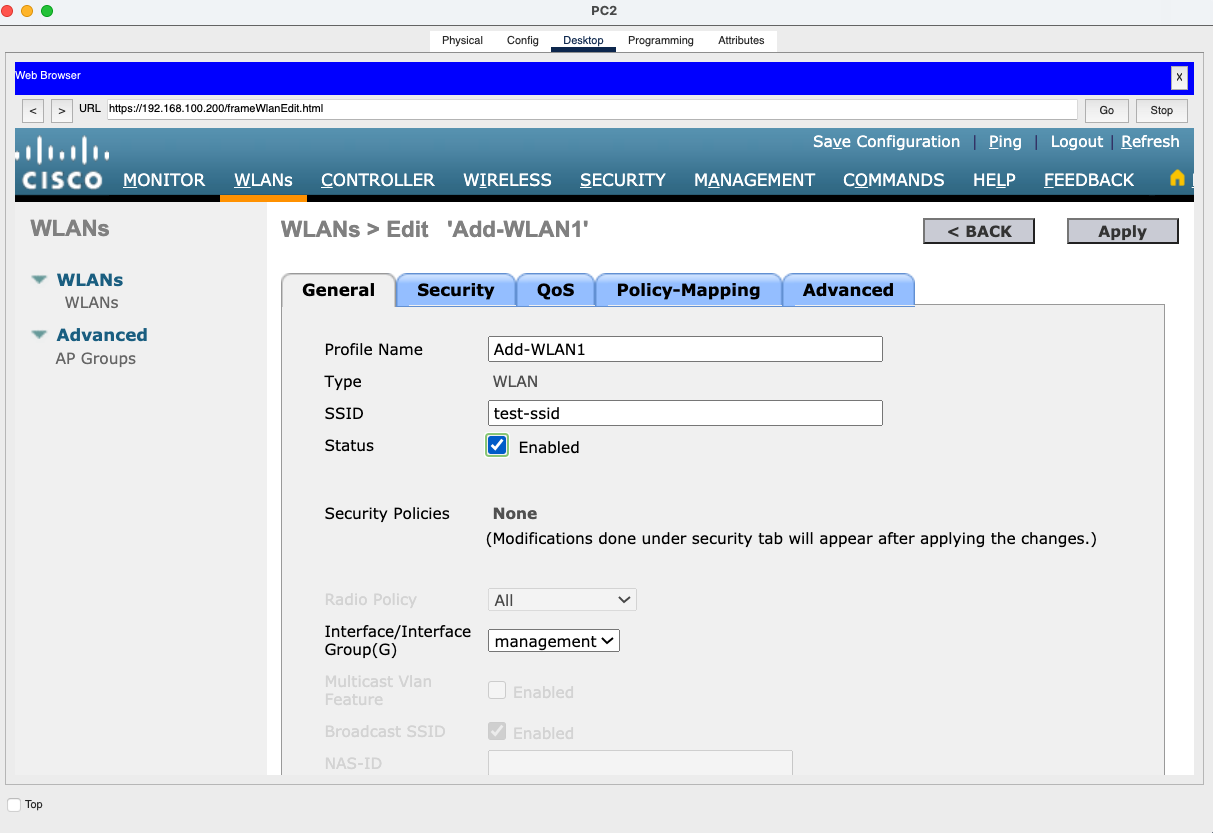 PC2
Physical Config Desktop Programming Attributes
Web Browser X
< > URL https://192.168.100.200/frameWlanEdit.html Go Stop
Save Configuration | Ping | Logout | Refresh
CISCO MONITOR WLANs CONTROLLER WIRELESS SECURITY MANAGEMENT COMMANDS HELP FEEDBACK
WLANs
WLANs
WLANs
Advanced
AP Groups
WLANs > Edit 'Add-WLAN1' < BACK Apply
General Security QoS Policy-Mapping Advanced
Profile Name Add-WLAN1
Type WLAN
SSID test-ssid
Status Enabled
Security Policies None
(Modifications done under security tab will appear after applying the changes.)
Radio Policy All
Interface/Interface
Group(G) management
Multicast Vlan
Feature Enabled
Broadcast SSID Enabled
NAS-ID
Top